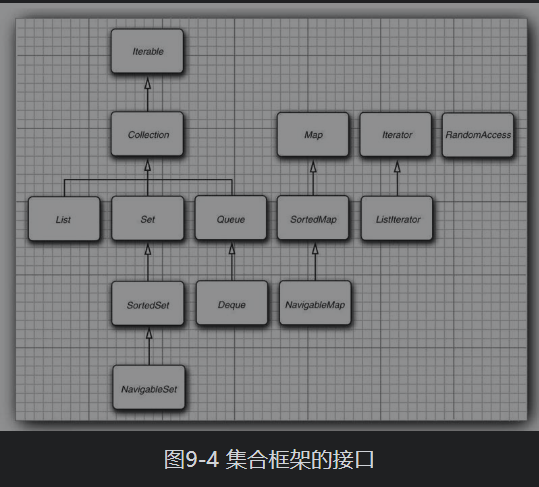 Iterable
Collection
Map
Iterator
RandomAccess
List
Set
Queue
SortedMap
ListIterator
SortedSet
Deque
NavigableMap
NavigableSet
图9-4 集合框架的接口